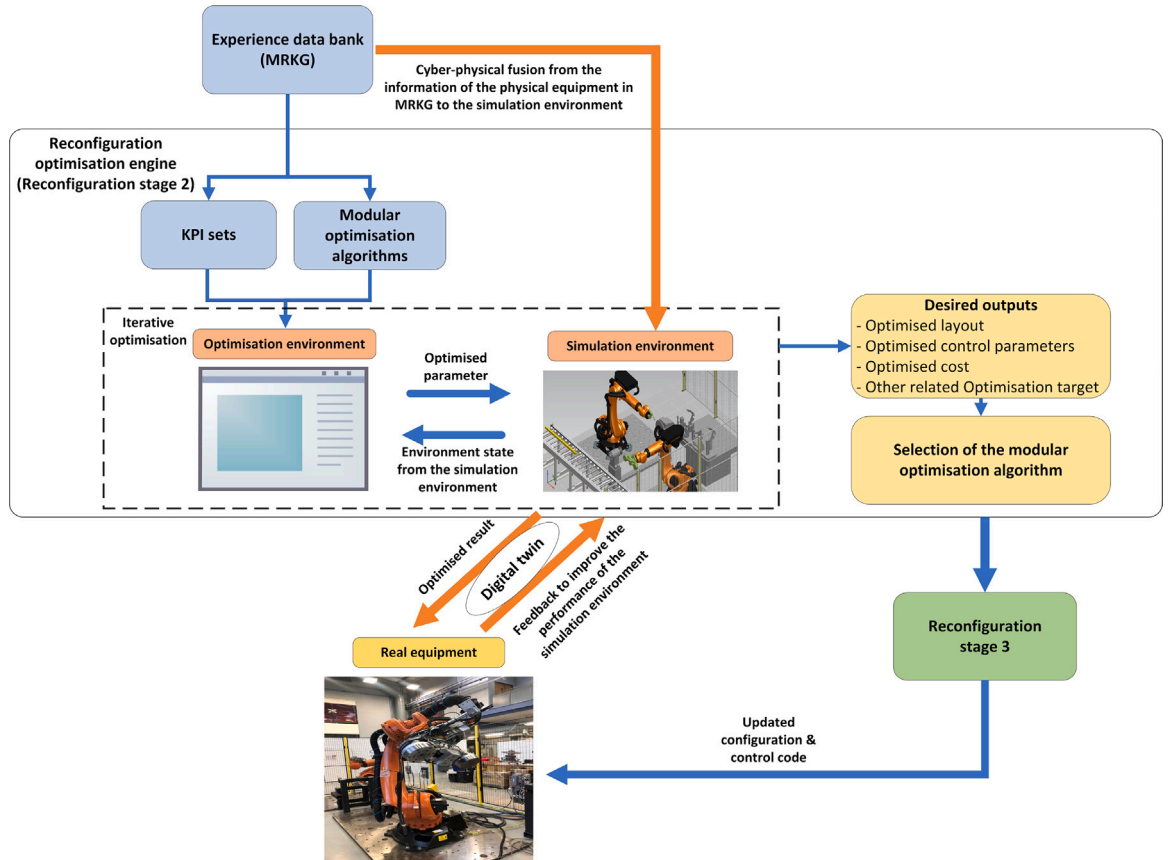 Experience data bank
(MRKG)
Cyber-physical fusion from the
information of the physical equipment in
MRKG to the simulation environment
Reconfiguration
optimisation engine
(Reconfiguration stage 2)
KPI sets
Modular
optimisation
algorithms
Iterative
optimisation
Optimisation environment
Optimised
parameter
Environment state
from the simulation
environment
Simulation environment
Desired outputs
- Optimised layout
- Optimised control parameters
- Optimised cost
- Other related Optimisation target
Selection of the modular
optimisation algorithm
Optimised result
Digital twin
Feedback to improve the
performance of the
simulation environment
Real equipment
Reconfiguration
stage 3
Updated
configuration &
control code